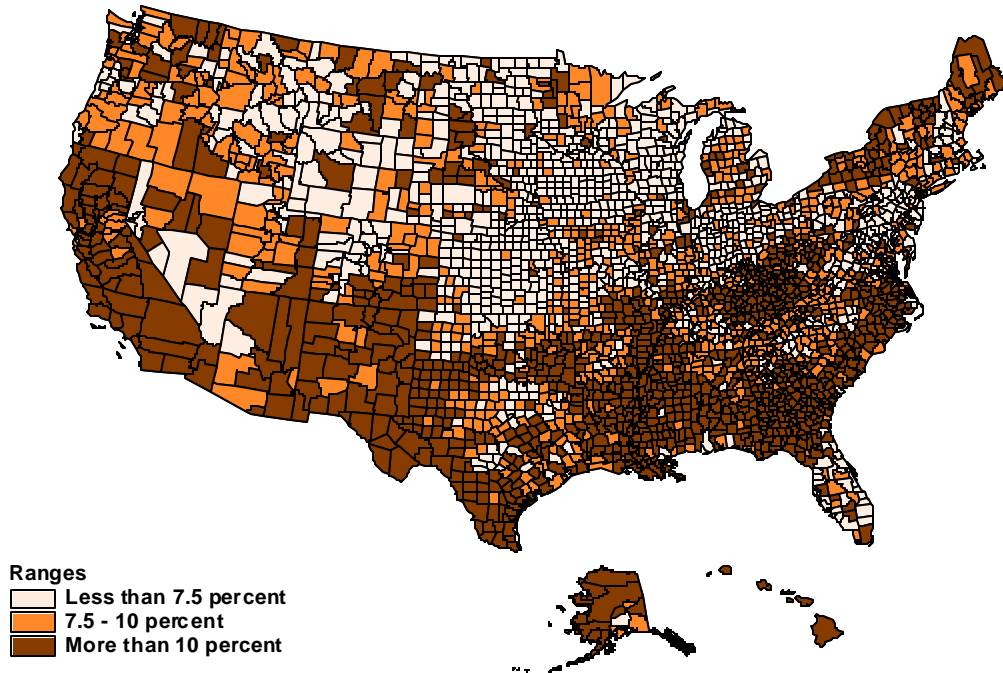 Ranges
Less than 7.5 percent
7.5 - 10 percent
More than 10 percent